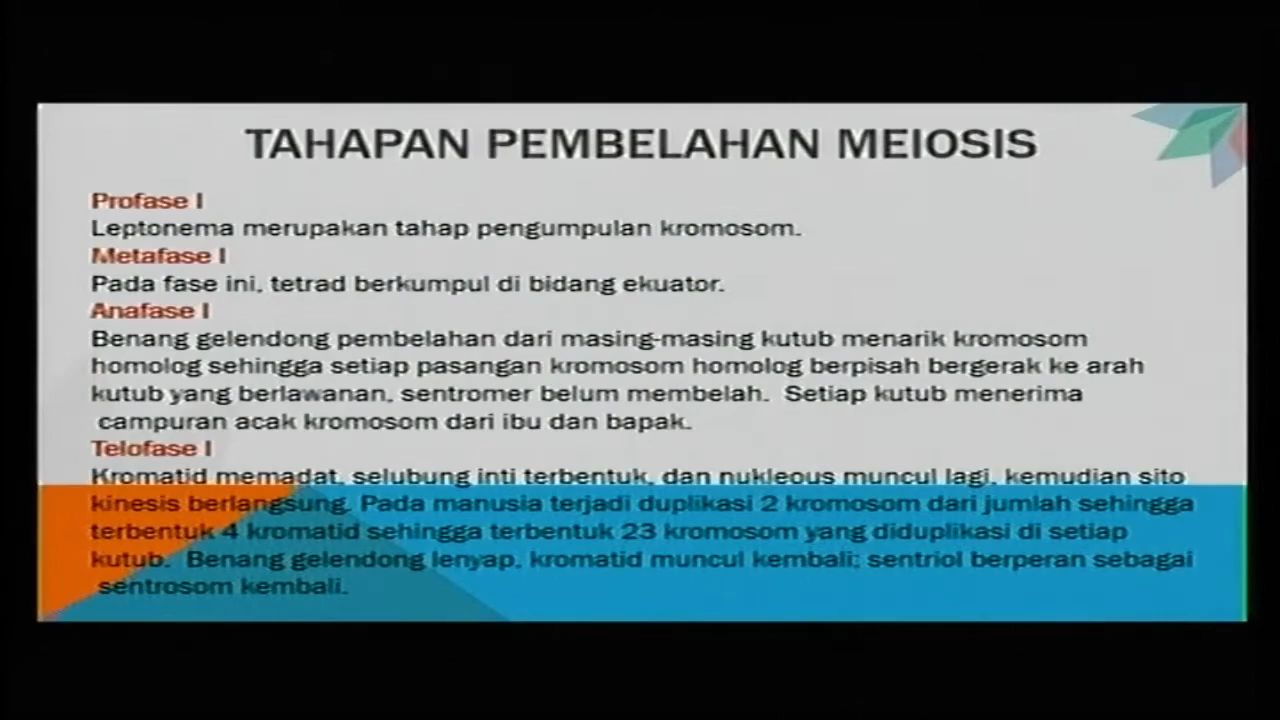 TAHAPAN PEMBELAHAN MEIOSIS
Profase I
Leptonema merupakan tahap pengumpulan kromosom.
Metafase I
Pada fase ini, tetrad berkumpul di bidang ekuator.
Anafase I
Benang gelendong pembelahan dari masing-masing kutub menarik kromosom
homolog sehingga setiap pasangan kromosom homolog berpisah bergerak ke arah
kutub yang berlawanan, sentromer belum membelah. Setiap kutub menerima
campuran acak kromosom dari ibu dan bapak.
Telofase I
Kromatid memadat, selubung inti terbentuk, dan nukleous muncul lagi, kemudian sito
kinesis berlangsung. Pada manusia terjadi duplikasi 2 kromosom dari jumlah sehingga
terbentuk 4 kromatid sehingga terbentuk 23 kromosom yang diduplikasi di setiap
kutub. Benang gelendong lenyap, kromatid muncul kembali; sentriol berperan sebagai
sentrosom kembali.